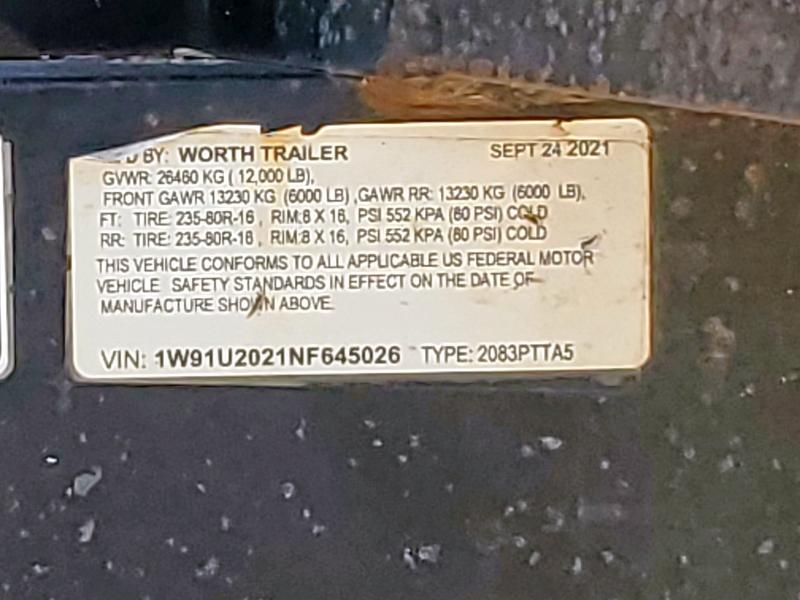 BY: WORTH TRAILER SEPT 24 2021
GVWR: 26460 KG ( 12,000 LB),
FRONT GAWR 13230 KG (6000 LB) ,GAWR RR: 13230 KG (6000 LB),
FT: TIRE: 235-80R-16 , RIM:8 X 16, PSI 552 KPA (80 PSI) COLD
RR: TIRE: 235-80R-16 , RIM:8 X 16, PSI 552 KPA (80 PSI) COLD
THIS VEHICLE CONFORMS TO ALL APPLICABLE US FEDERAL MOTOR
VEHICLE SAFETY STANDARDS IN EFFECT ON THE DATE OF
MANUFACTURE SHOWN ABOVE.
VIN: 1W91U2021NF645026 TYPE: 2083PTTA5